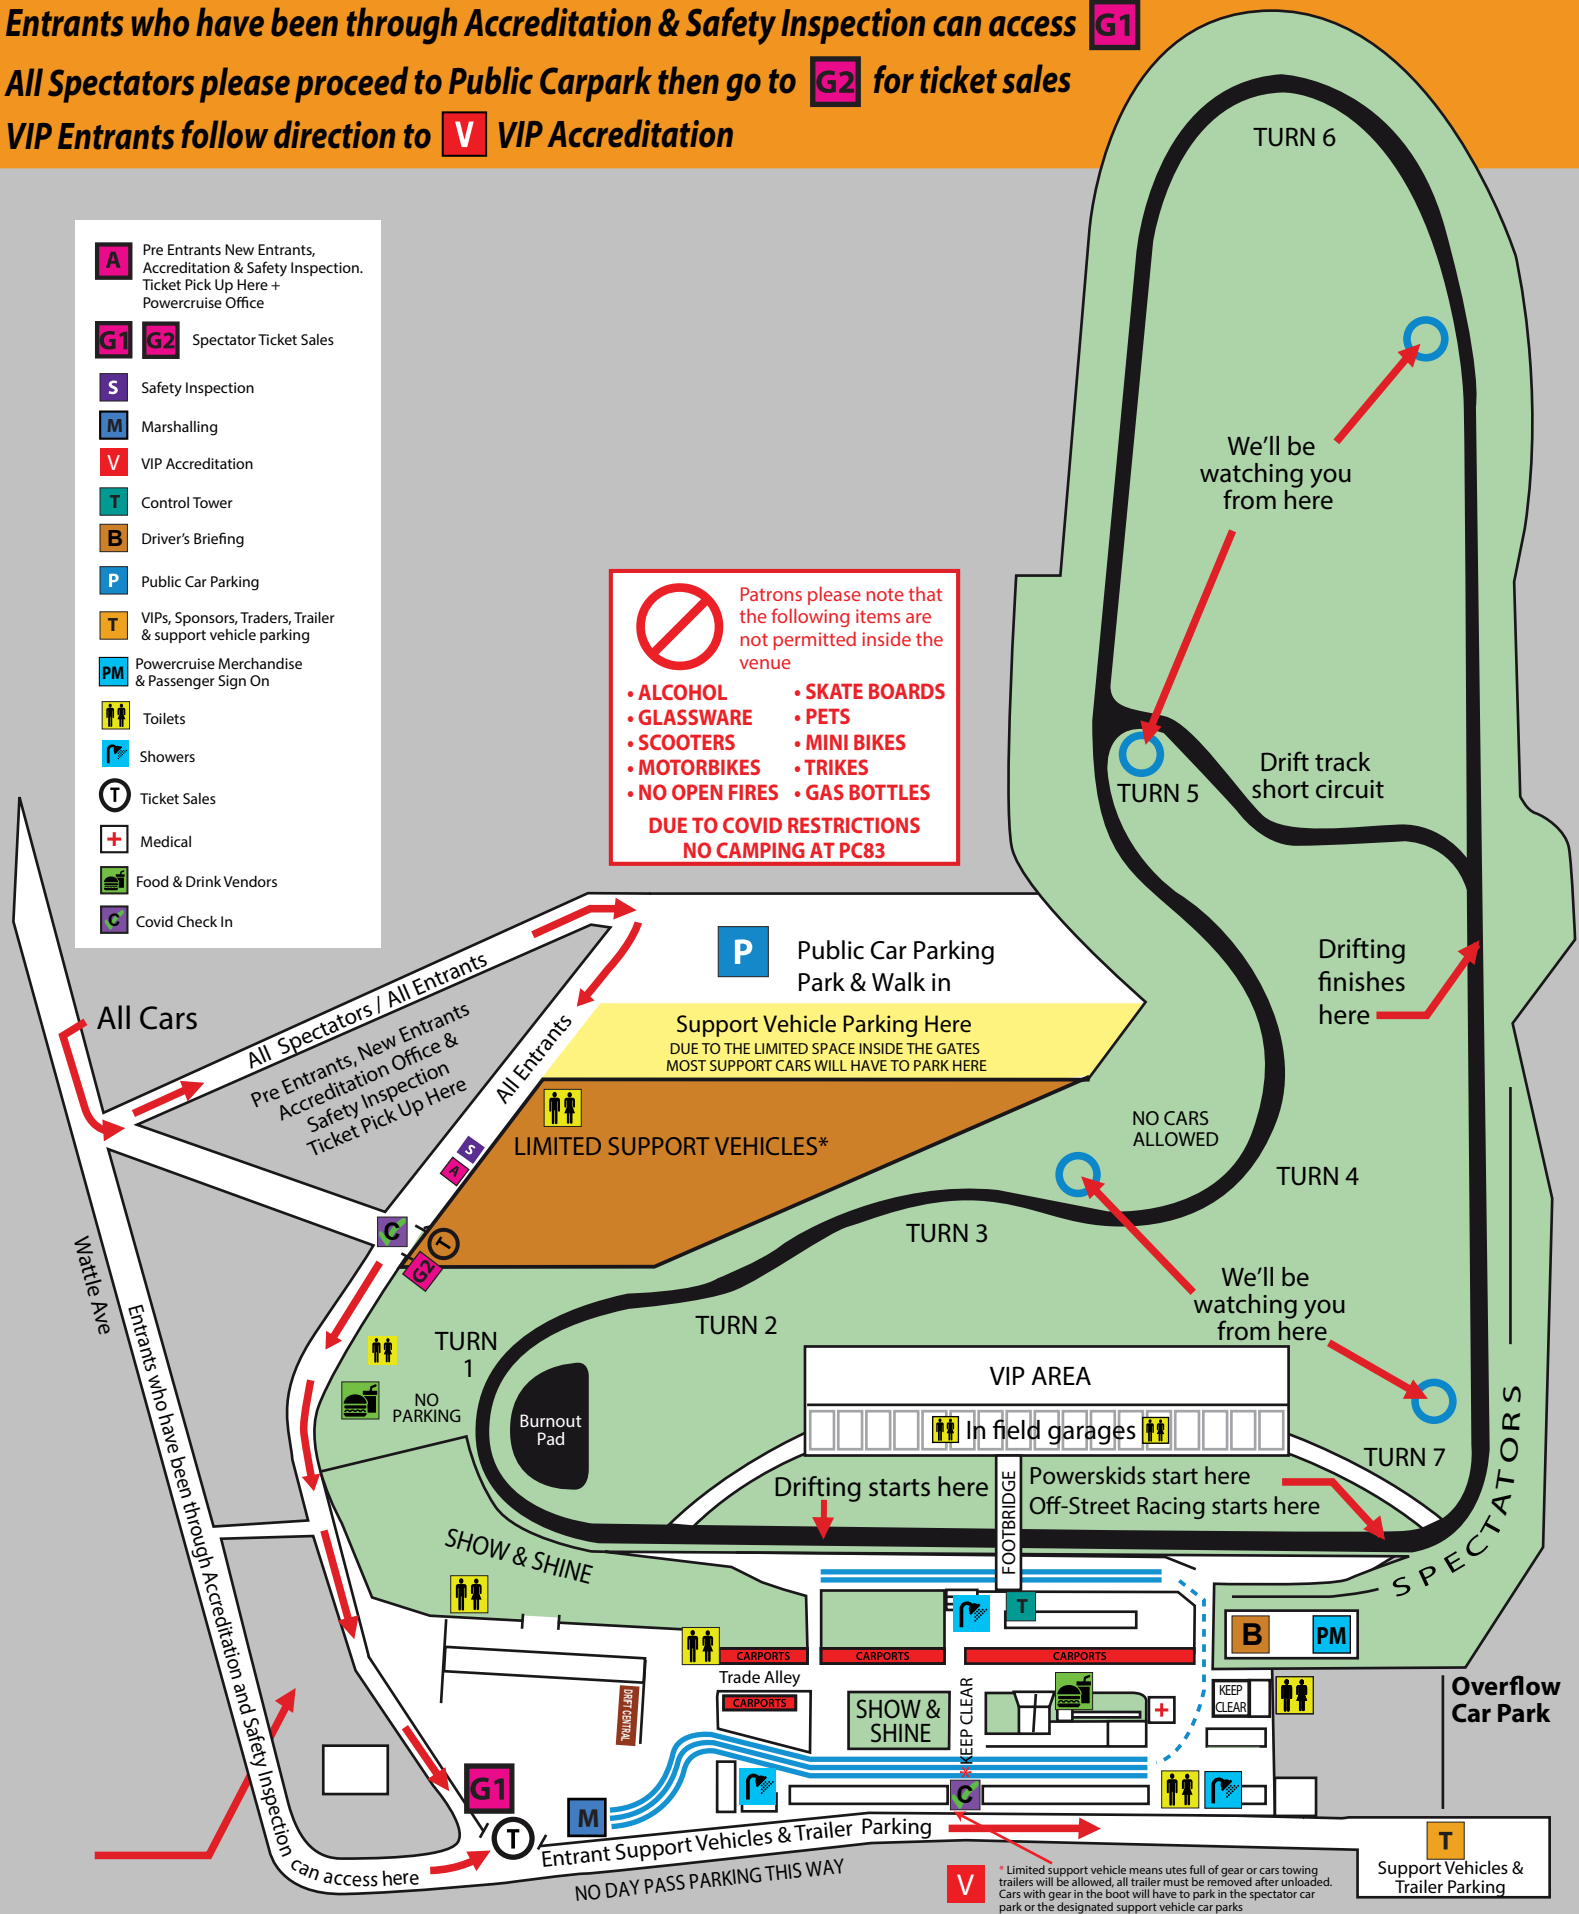 Entrants who have been through Accreditation & Safety Inspection can access G1
All Spectators please proceed to Public Carpark then go to G2 for ticket sales
VIP Entrants follow direction to V VIP Accreditation
A
Pre Entrants New Entrants,
Accreditation & Safety Inspection.
Ticket Pick Up Here +
Powercruise Office
G1 G2 Spectator Ticket Sales
S Safety Inspection
M Marshalling
V VIP Accreditation
T Control Tower
B Driver's Briefing
P Public Car Parking
T VIPs, Sponsors, Traders, Trailer
& support vehicle parking
PM Powercruise Merchandise
& Passenger Sign On
Toilets
Showers
T Ticket Sales
Medical
Food & Drink Vendors
C Covid Check In
Patrons please note that
the following items are
not permitted inside the
venue
• ALCOHOL
• GLASSWARE
• SCOOTERS
• MOTORBIKES
• NO OPEN FIRES
• SKATE BOARDS
• PETS
• MINI BIKES
• TRIKES
• GAS BOTTLES
DUE TO COVID RESTRICTIONS
NO CAMPING AT PC83
TURN 6
We'll be
watching you
from here
TURN 5
Drift track
short circuit
Drifting
finishes
here
All Cars
All Spectators / All Entrants
Pre Entrants, New Entrants
Accreditation Office &
Safety Inspection
Ticket Pick Up Here
All Entrants
P
Public Car Parking
Park & Walk in
Support Vehicle Parking Here
DUE TO THE LIMITED SPACE INSIDE THE GATES
MOST SUPPORT CARS WILL HAVE TO PARK HERE
LIMITED SUPPORT VEHICLES*
S
A
C
T
G2
NO CARS
ALLOWED
TURN 4
TURN 3
TURN 2
TURN
1
We'll be
watching you
from here
Wattle Ave
Entrants who have been through Accreditation and Safety Inspection can access here
NO
PARKING
Burnout
Pad
VIP AREA
In field garages
TURN 7
SPECTATORS
Drifting starts here
FOOTBRIDGE
Powerskids start here
Off-Street Racing starts here
SHOW & SHINE
T
B
PM
CARPORTS
CARPORTS
CARPORTS
Trade Alley
CARPORTS
DRIFT CENTRAL
SHOW &
SHINE
*KEEP CLEAR
KEEP
CLEAR
Overflow
Car Park
G1
T
M
C
Entrant Support Vehicles & Trailer Parking
NO DAY PASS PARKING THIS WAY
V
* Limited support vehicle means utes full of gear or cars towing
trailers will be allowed, all trailer must be removed after unloaded.
Cars with gear in the boot will have to park in the spectator car
park or the designated support vehicle car parks
T
Support Vehicles &
Trailer Parking